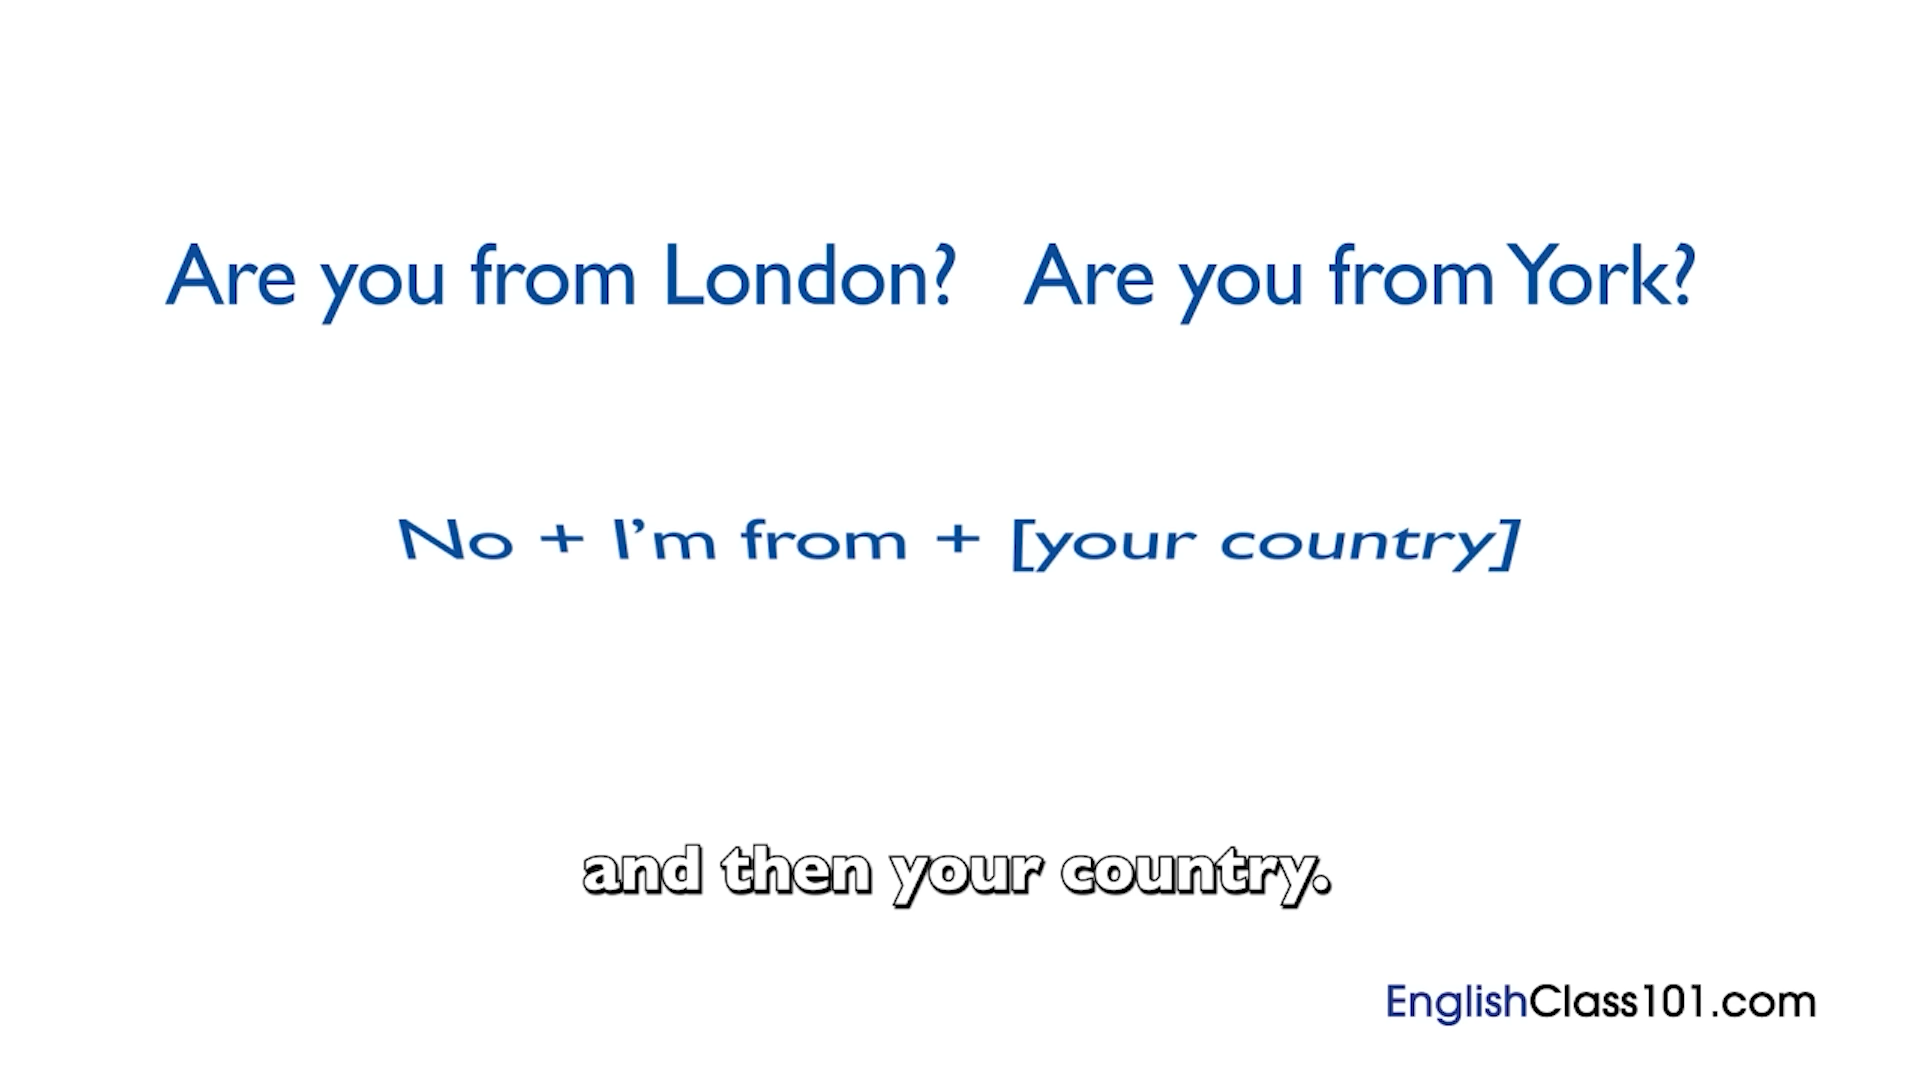 Are you from London? Are you from York?
No + I'm from + [your country]
and then your country.
EnglishClass101.com